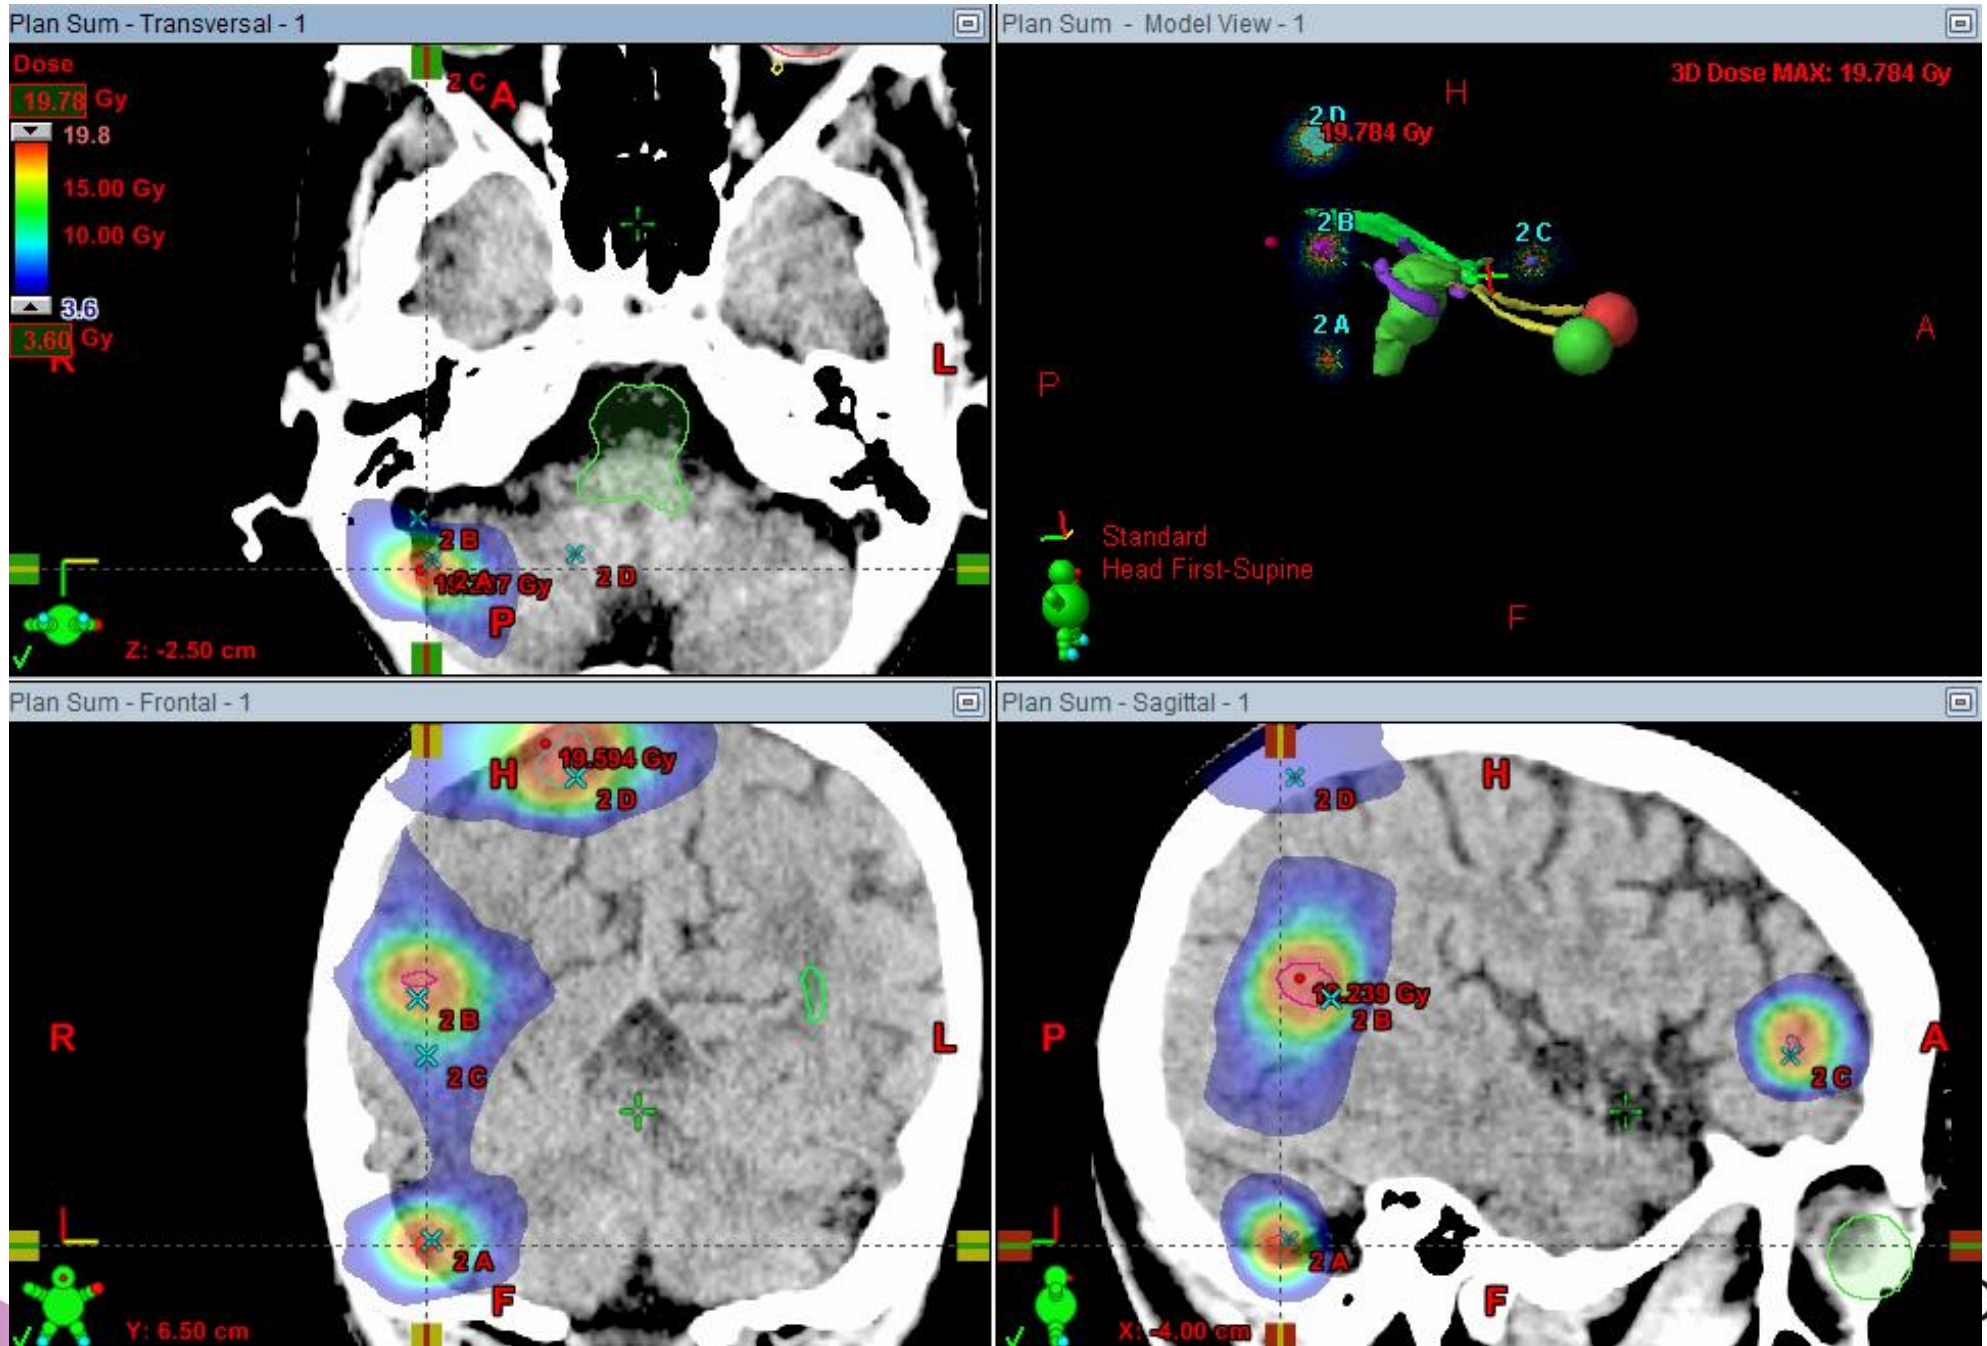 Plan Sum - Transversal - 1
Dose
19.78 Gy
19.8
15.00 Gy
10.00 Gy
3.6
3.60 Gy
2 C
A
R
L
2 B
2 A
2 D
P
Z: -2.50 cm
Plan Sum - Model View - 1
3D Dose MAX: 19.784 Gy
H
2 D
19.784 Gy
2 B
2 C
2 A
A
P
Standard
Head First-Supine
F
Plan Sum - Frontal - 1
H
19.594 Gy
2 D
2 B
R
L
2 C
2 A
F
Y: 6.50 cm
Plan Sum - Sagittal - 1
H
2 D
.239 Gy
2 B
P
A
2 C
2 A
F
X: -4.00 cm